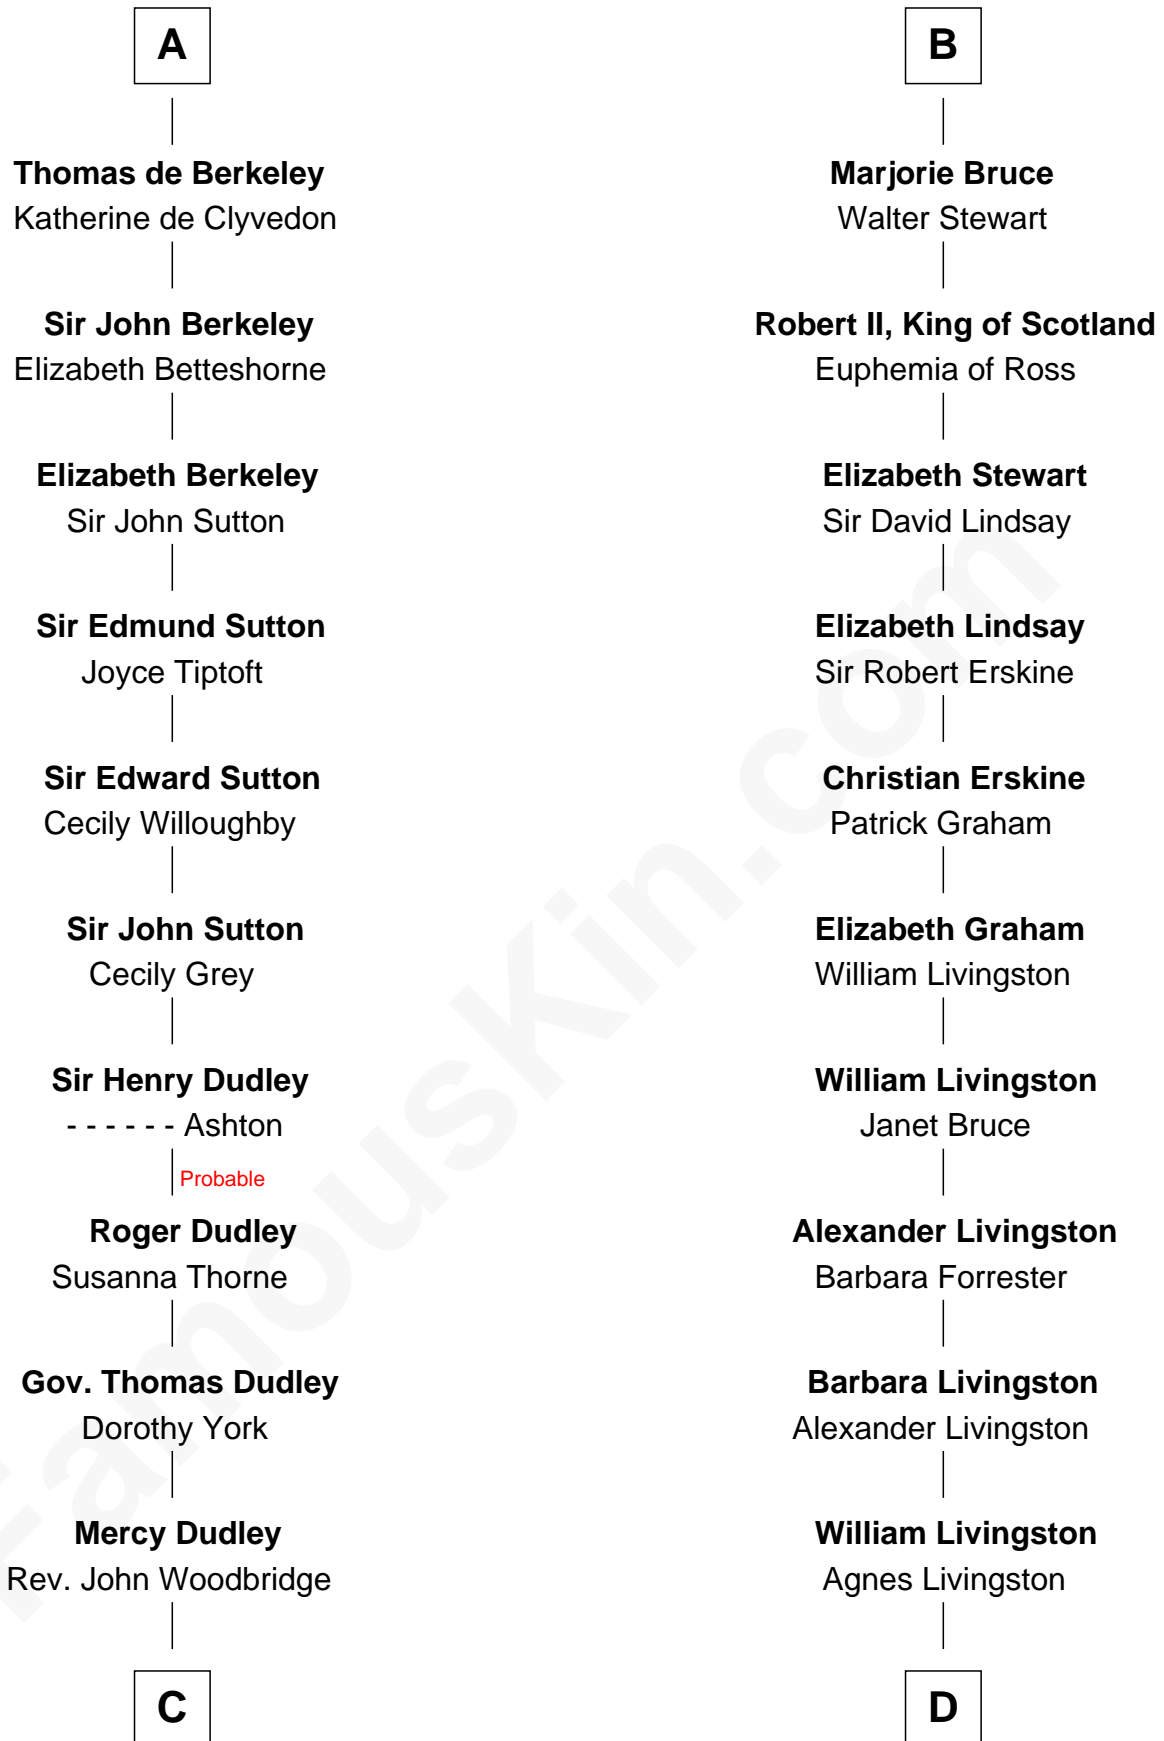 A
Thomas de Berkeley
Katherine de Clyvedon
Sir John Berkeley
Elizabeth Betteshorne
Elizabeth Berkeley
Sir John Sutton
Sir Edmund Sutton
Joyce Tiptoft
Sir Edward Sutton
Cecily Willoughby
Sir John Sutton
Cecily Grey
Sir Henry Dudley
- - - - - - Ashton
Probable
Roger Dudley
Susanna Thorne
Gov. Thomas Dudley
Dorothy York
Mercy Dudley
Rev. John Woodbridge
C
B
Marjorie Bruce
Walter Stewart
Robert II, King of Scotland
Euphemia of Ross
Elizabeth Stewart
Sir David Lindsay
Elizabeth Lindsay
Sir Robert Erskine
Christian Erskine
Patrick Graham
Elizabeth Graham
William Livingston
William Livingston
Janet Bruce
Alexander Livingston
Barbara Forrester
Barbara Livingston
Alexander Livingston
William Livingston
Agnes Livingston
D
FamousKin.com